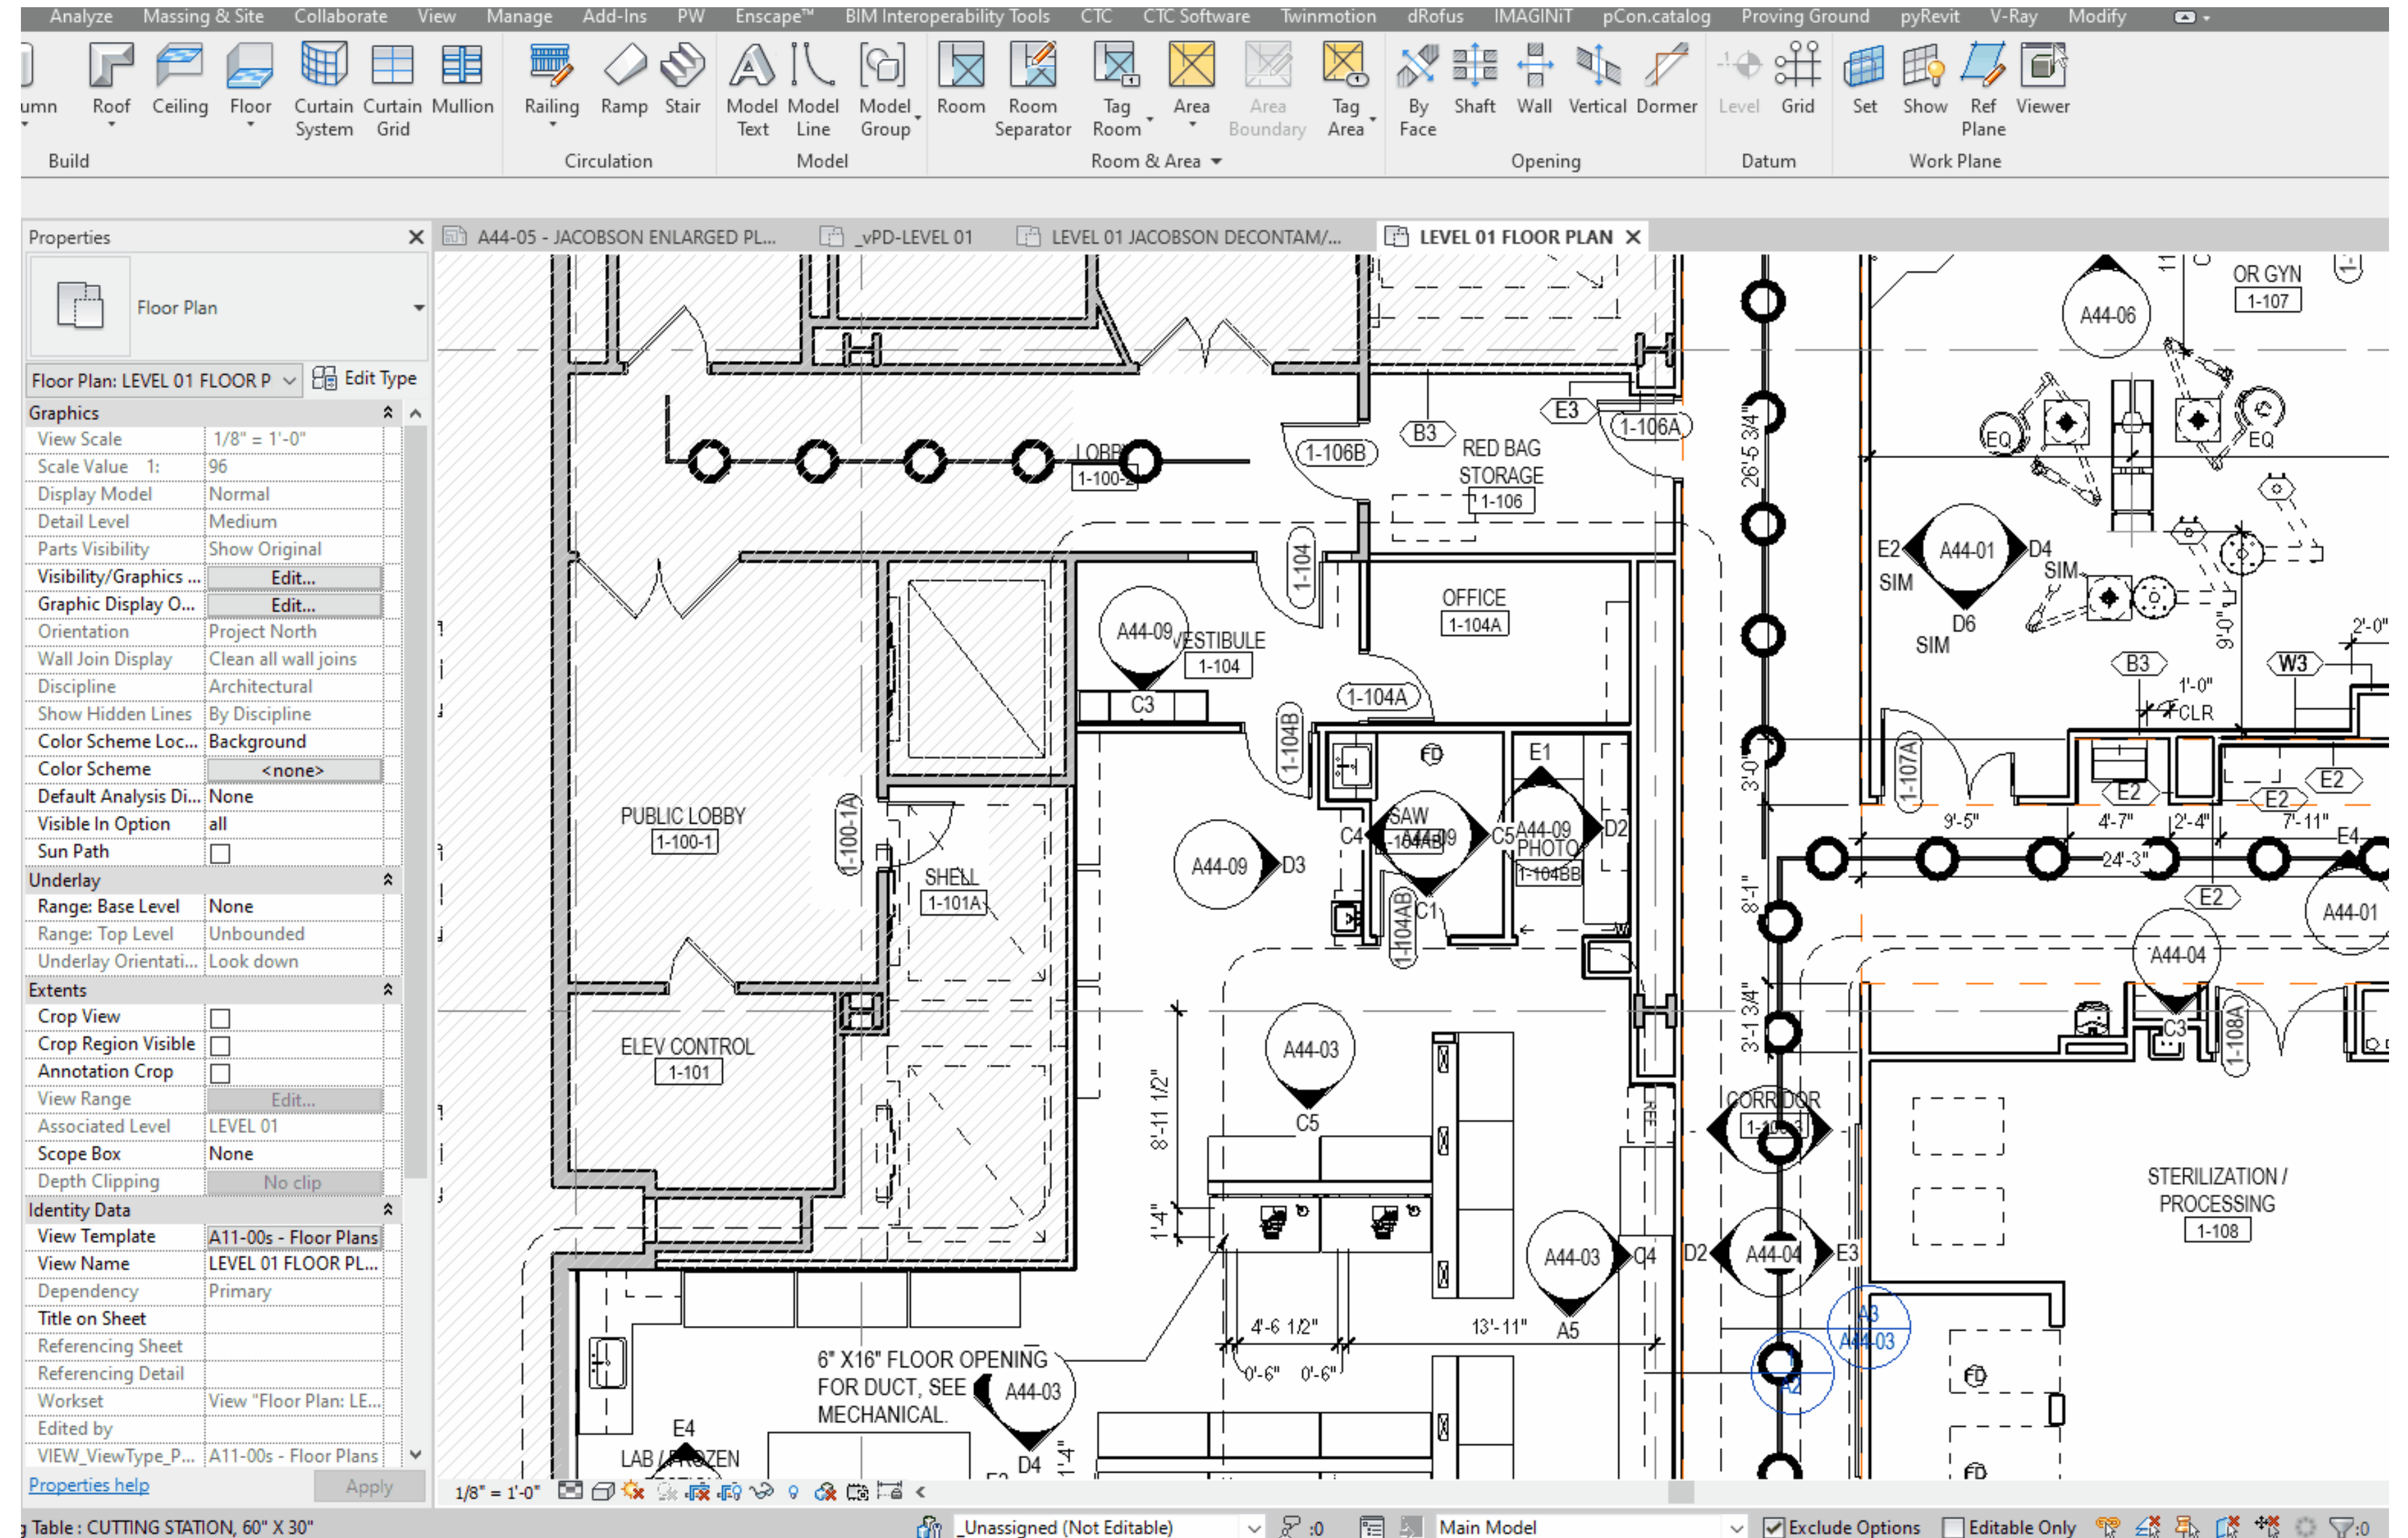 Analyze Massing & Site Collaborate View Manage Add-Ins PW Enscape™ BIM Interoperability Tools CTC CTC Software Twinmotion dRofus IMAGINiT pCon.catalog Proving Ground pyRevit V-Ray Modify
Roof Ceiling Floor Curtain System Curtain Grid Mullion Railing Ramp Stair Model Text Model Line Model Group Room Room Separator Tag Room Area Area Boundary Tag Area By Face Shaft Wall Vertical Dormer Level Grid Set Show Ref Plane Viewer
Build Circulation Model Room & Area Opening Datum Work Plane
Properties
A44-05 - JACOBSON ENLARGED PL...
_vPD-LEVEL 01
LEVEL 01 JACOBSON DECONTAM/...
LEVEL 01 FLOOR PLAN
Floor Plan
Floor Plan: LEVEL 01 FLOOR P
Edit Type
Graphics
View Scale 1/8" = 1'-0"
Scale Value 1: 96
Display Model Normal
Detail Level Medium
Parts Visibility Show Original
Visibility/Graphics ... Edit...
Graphic Display O... Edit...
Orientation Project North
Wall Join Display Clean all wall joins
Discipline Architectural
Show Hidden Lines By Discipline
Color Scheme Loc... Background
Color Scheme <none>
Default Analysis Di... None
Visible In Option all
Sun Path
Underlay
Range: Base Level None
Range: Top Level Unbounded
Underlay Orientati... Look down
Extents
Crop View
Crop Region Visible
Annotation Crop
View Range Edit...
Associated Level LEVEL 01
Scope Box None
Depth Clipping No clip
Identity Data
View Template A11-00s - Floor Plans
View Name LEVEL 01 FLOOR PL...
Dependency Primary
Title on Sheet
Referencing Sheet
Referencing Detail
Workset View "Floor Plan: LE...
Edited by
VIEW_ViewType_P... A11-00s - Floor Plans
Properties help
Apply
OR GYN
1-107
A44-06
E3
1-106A
B3
1-106B
RED BAG
STORAGE
1-106
26'-5 3/4"
EQ
EQ
E2
A44-01
D4
SIM
SIM
D6
SIM
9'-6"
2'-0"
1-104
OFFICE
1-104A
A44-09
VESTIBULE
1-104
C3
1-104A
1-104B
B3
W3
1'-0"
CLR
1-107A
E2
E2
E2
FD
E1
3'-0"
PUBLIC LOBBY
1-100-1
1-100-1A
SHELL
1-101A
A44-09
D3
C4
SAW
C5
A44-09
D2
PHOTO
1-104BB
1-104AB
C1
9'-5"
4'-7"
2'-4"
7'-11"
24'-3"
E4
E2
A44-01
8'-1"
A44-04
C3
1-108A
3'-1 3/4"
ELEV CONTROL
1-101
A44-03
C5
8'-11 1/2"
1'-4"
REF
CORRIDOR
STERILIZATION /
PROCESSING
1-108
A44-03
C4
A5
D2
A44-04
E3
A3
A44-03
A2
4'-6 1/2"
13'-11"
0'-6"
0'-6"
6" X16" FLOOR OPENING
FOR DUCT, SEE
MECHANICAL.
A44-03
D4
1'-4"
FD
FD
E4
LAB / FROZEN
1/8" = 1'-0"
Table : CUTTING STATION, 60" X 30"
_Unassigned (Not Editable)
:0
Main Model
Exclude Options
Editable Only
:0